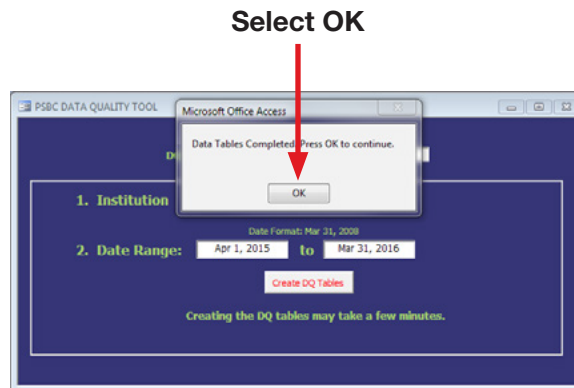 Select OK
PSBC DATA QUALITY TOOL
Microsoft Office Access
Data Tables Completed! Press OK to continue.
OK
1. Institution
Date Format: Mar 31, 2008
2. Date Range: Apr 1, 2015 to Mar 31, 2016
Create DQ Tables
Creating the DQ tables may take a few minutes.